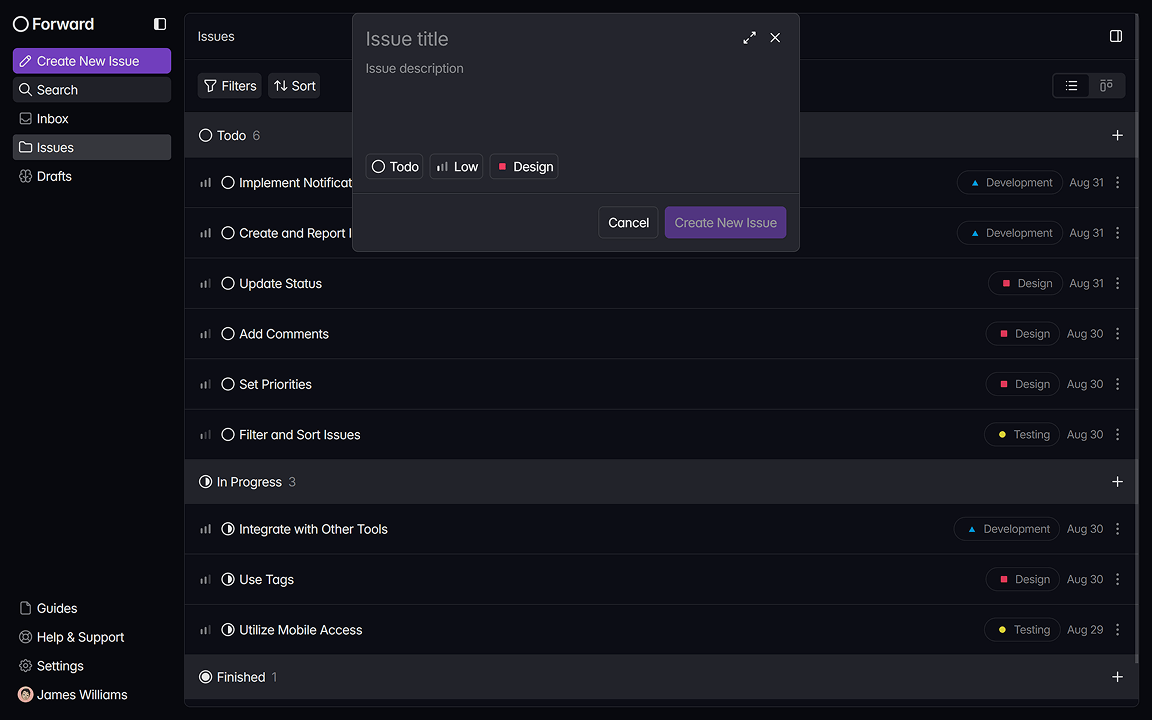 Forward
Create New Issue
Search
Inbox
Issues
Drafts
Guides
Help & Support
Settings
James Williams
Issues
Filters Sort
Issue title
Issue description
Todo Low Design
Cancel Create New Issue
Todo 6
Implement Notificat Development Aug 31
Create and Report I Development Aug 31
Update Status Design Aug 31
Add Comments Design Aug 30
Set Priorities Design Aug 30
Filter and Sort Issues Testing Aug 30
In Progress 3
Integrate with Other Tools Development Aug 30
Use Tags Design Aug 30
Utilize Mobile Access Testing Aug 29
Finished 1